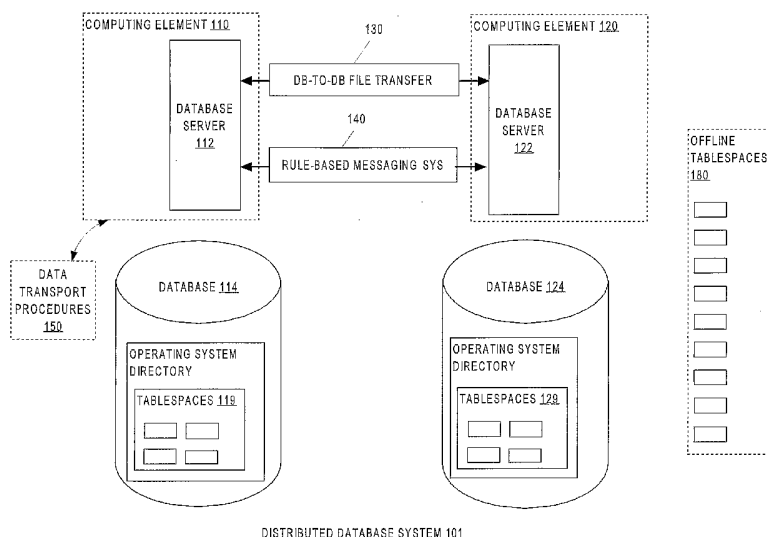 COMPUTING ELEMENT 110
130
COMPUTING ELEMENT 120
DB-TO-DB FILE TRANSFER
DATABASE
SERVER
112
DATABASE
SERVER
122
140
RULE-BASED MESSAGING SYS
OFFLINE
TABLESPACES
180
DATA
TRANSPORT
PROCEDURES
150
DATABASE 114
DATABASE 124
OPERATING SYSTEM
DIRECTORY
OPERATING SYSTEM
DIRECTORY
TABLESPACES 119
TABLESPACES 129
DISTRIBUTED DATABASE SYSTEM 101